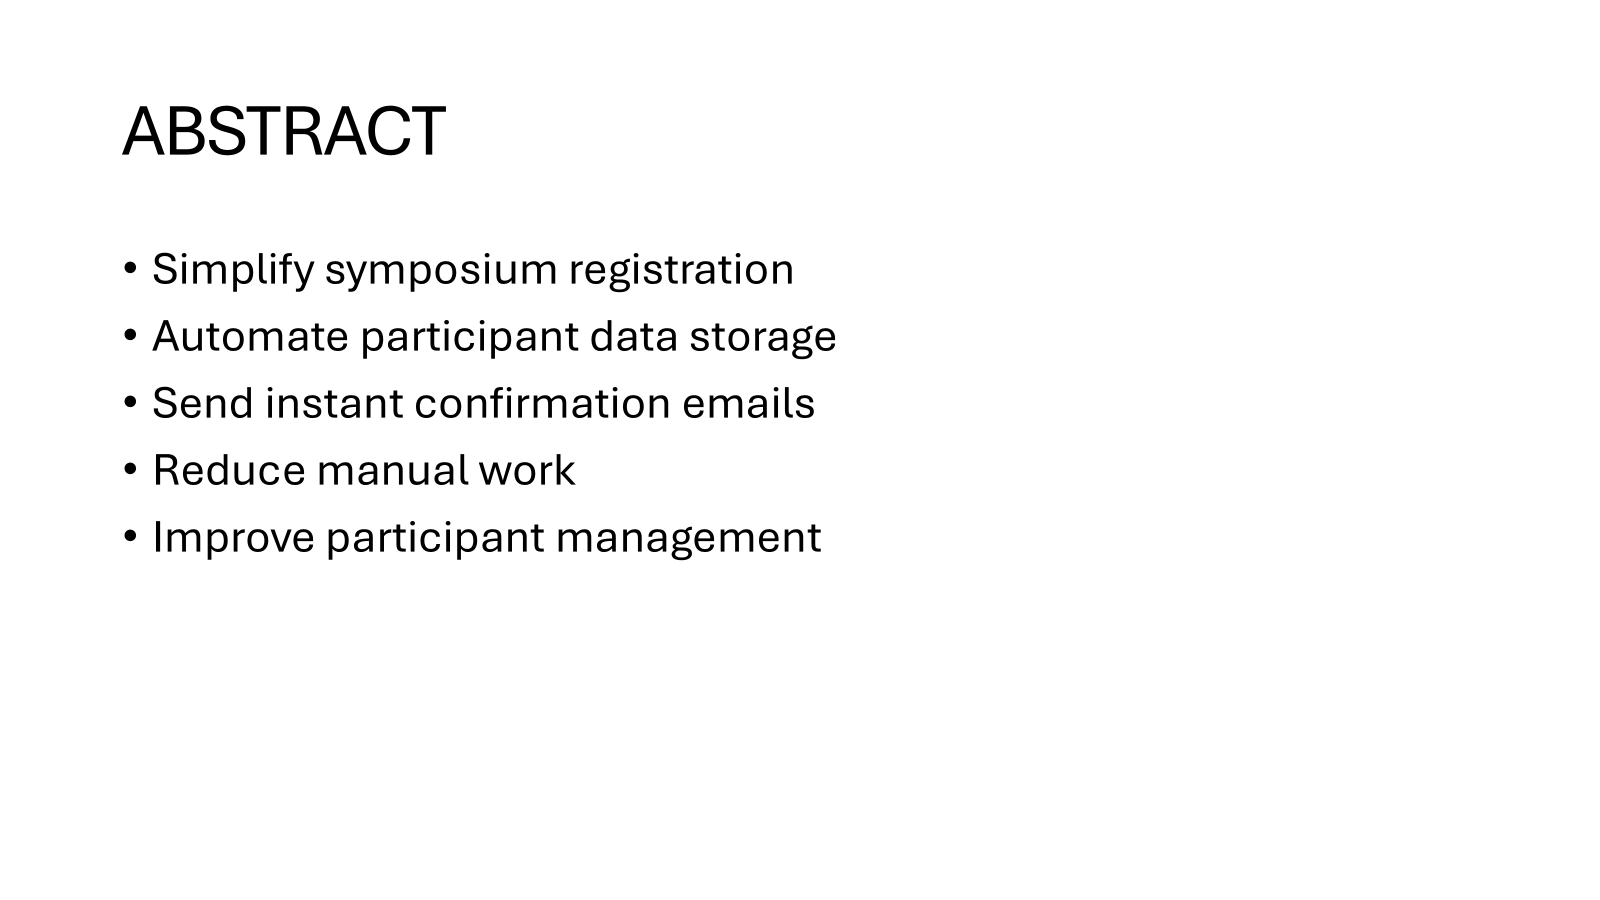 ABSTRACT
• Simplify symposium registration
• Automate participant data storage
• Send instant confirmation emails
• Reduce manual work
• Improve participant management